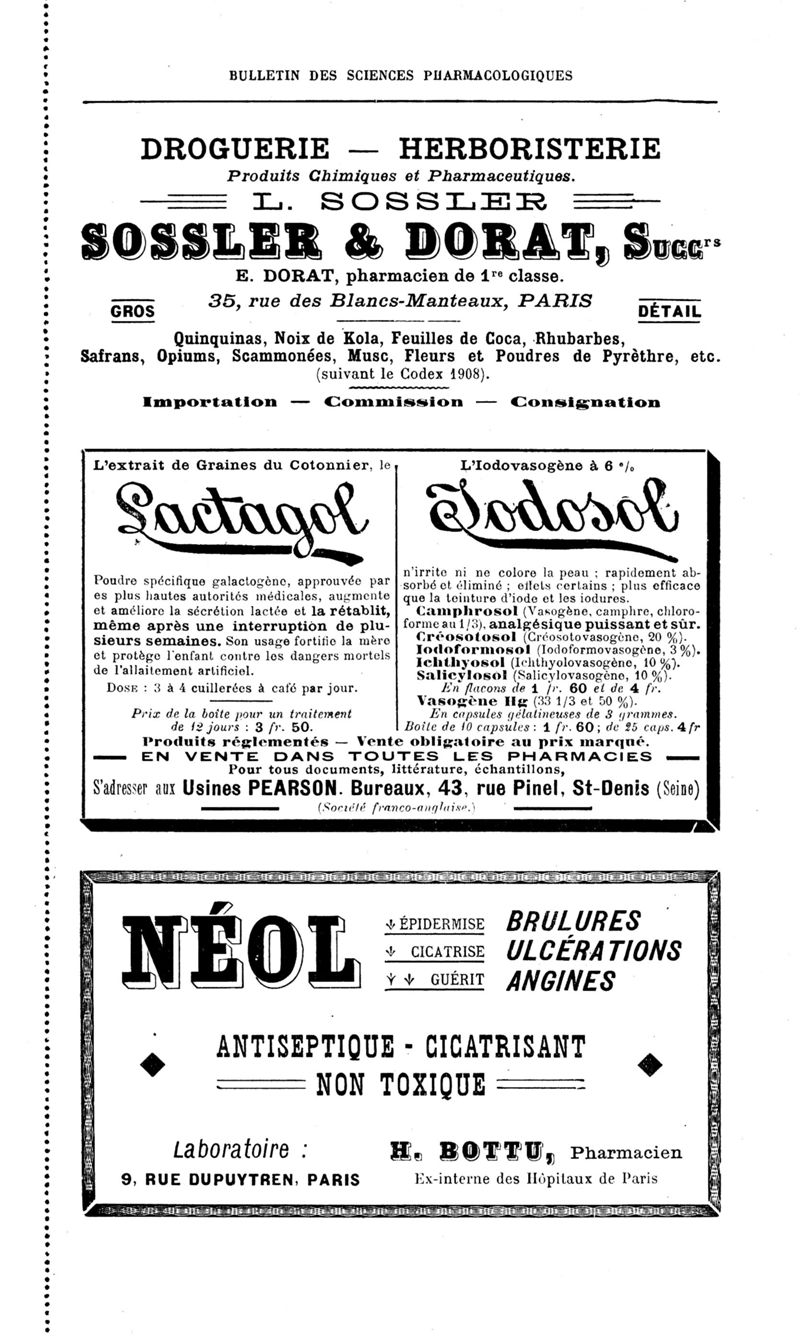 BULLETIN DES SCIENCES PHARMACOLOGIQUES
DROGUERIE — HERBORISTERIE
Produits Chimiques et Pharmaceutiques.
L. SOSSLER
SOSSLER & DORAT, Succrs
E. DORAT, pharmacien de 1re classe.
35, rue des Blancs-Manteaux, PARIS
GROS
DÉTAIL
Quinquinas, Noix de Kola, Feuilles de Coca, Rhubarbes,
Safrans, Opiums, Scammonées, Musc, Fleurs et Poudres de Pyrèthre, etc.
(suivant le Codex 1908).
Importation — Commission — Consignation
L'extrait de Graines du Cotonnier, le
Lactagol
Poudre spécifique galactogène, approuvée par
es plus hautes autorités médicales, augmente
et améliore la sécrétion lactée et la rétablit,
même après une interruption de plu-
sieurs semaines. Son usage fortifie la mère
et protège l'enfant contre les dangers mortels
de l'allaitement artificiel.
DOSE : 3 à 4 cuillerées à café par jour.
Prix de la boîte pour un traitement
de 12 jours : 3 fr. 50.
L'Iodovasogène à 6 %
Iodosol
n'irrite ni ne colore la peau ; rapidement ab-
sorbé et éliminé ; effets certains ; plus efficace
que la teinture d'iode et les iodures.
Camphrosol (Vasogène, camphre, chloro-
forme au 1/3), analgésique puissant et sûr.
Créosotosol (Créosotovasogène, 20 %).
Iodoformosol (Iodoformovasogène, 3 %).
Ichthyosol (Ichthyolovasogène, 10 %).
Salicylosol (Salicylovasogène, 10 %).
En flacons de 1 fr. 60 et de 4 fr.
Vasogène Hg (33 1/3 et 50 %).
En capsules gélatineuses de 3 grammes.
Boîte de 10 capsules : 1 fr. 60 ; de 25 caps. 4 fr
Produits réglementés — Vente obligatoire au prix marqué.
EN VENTE DANS TOUTES LES PHARMACIES
Pour tous documents, littérature, échantillons,
S'adresser aux Usines PEARSON. Bureaux, 43, rue Pinel, St-Denis (Seine)
(Société franco-anglaise.)
NÉOL
ÉPIDERMISE BRULURES
CICATRISE ULCÉRATIONS
GUÉRIT ANGINES
ANTISEPTIQUE - CICATRISANT
NON TOXIQUE
Laboratoire :
9, RUE DUPUYTREN, PARIS
H. BOTTU, Pharmacien
Ex-interne des Hôpitaux de Paris